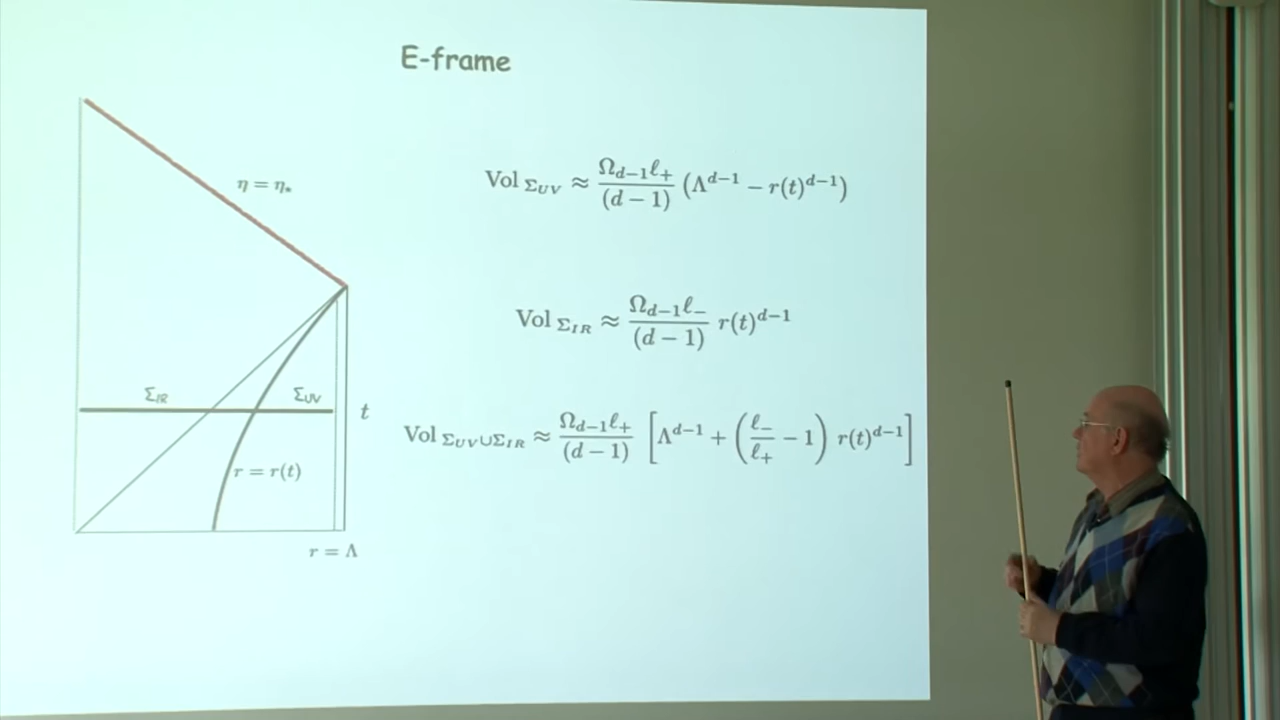 E-frame
η = η*
Vol Σ_UV ≈ Ω_{d−1}ℓ_+ / (d − 1) (Λ^{d−1} − r(t)^{d−1})
Vol Σ_IR ≈ Ω_{d−1}ℓ_− / (d − 1) r(t)^{d−1}
Σ_IR
Σ_UV
t
Vol Σ_UV∪Σ_IR ≈ Ω_{d−1}ℓ_+ / (d − 1) [Λ^{d−1} + (ℓ_−/ℓ_+ − 1) r(t)^{d−1}]
r = r(t)
r = Λ